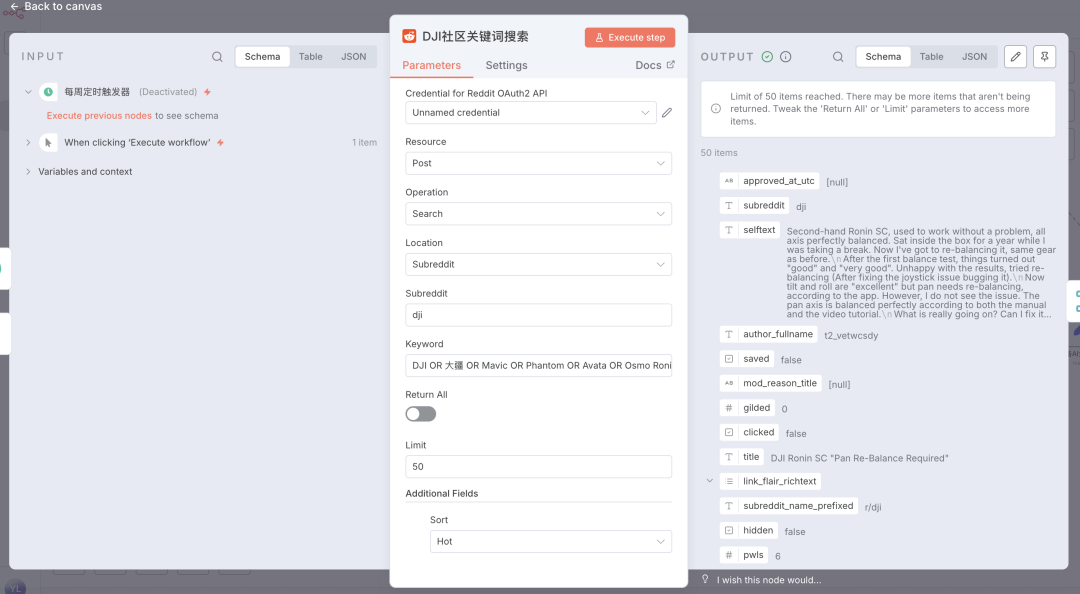 ← Back to canvas
INPUT
Schema
Table
JSON
每周定时触发器 (Deactivated)
Execute previous nodes to see schema
When clicking ‘Execute workflow’
1 item
Variables and context
DJI社区关键词搜索
Execute step
Parameters
Settings
Docs
Credential for Reddit OAuth2 API
Unnamed credential
Resource
Post
Operation
Search
Location
Subreddit
Subreddit
dji
Keyword
DJI OR 大疆 OR Mavic OR Phantom OR Avata OR Osmo Roni
Return All
Limit
50
Additional Fields
Sort
Hot
OUTPUT
Schema
Table
JSON
Limit of 50 items reached. There may be more items that aren't being
returned. Tweak the 'Return All' or 'Limit' parameters to access more
items.
50 items
AB approved_at_utc [null]
T subreddit dji
T selftext Second-hand Ronin SC, used to work without a problem, all
axis perfectly balanced. Sat inside the box for a year while I
was taking a break. Now I've got to re-balancing it, same gear
as before.\n After the first balance test, things turned out
"good" and "very good". Unhappy with the results, tried re-
balancing (After fixing the joystick issue bugging it).\n Now
tilt and roll are "excellent" but pan needs re-balancing,
according to the app. However, I do not see the issue. The
pan axis is balanced perfectly according to both the manual
and the video tutorial.\n What is really going on? Can I fix it...
T author_fullname t2_vetwcsdy
saved false
AB mod_reason_title [null]
# gilded 0
clicked false
T title DJI Ronin SC "Pan Re-Balance Required"
link_flair_richtext
T subreddit_name_prefixed r/dji
hidden false
# pwls 6
I wish this node would...
VL